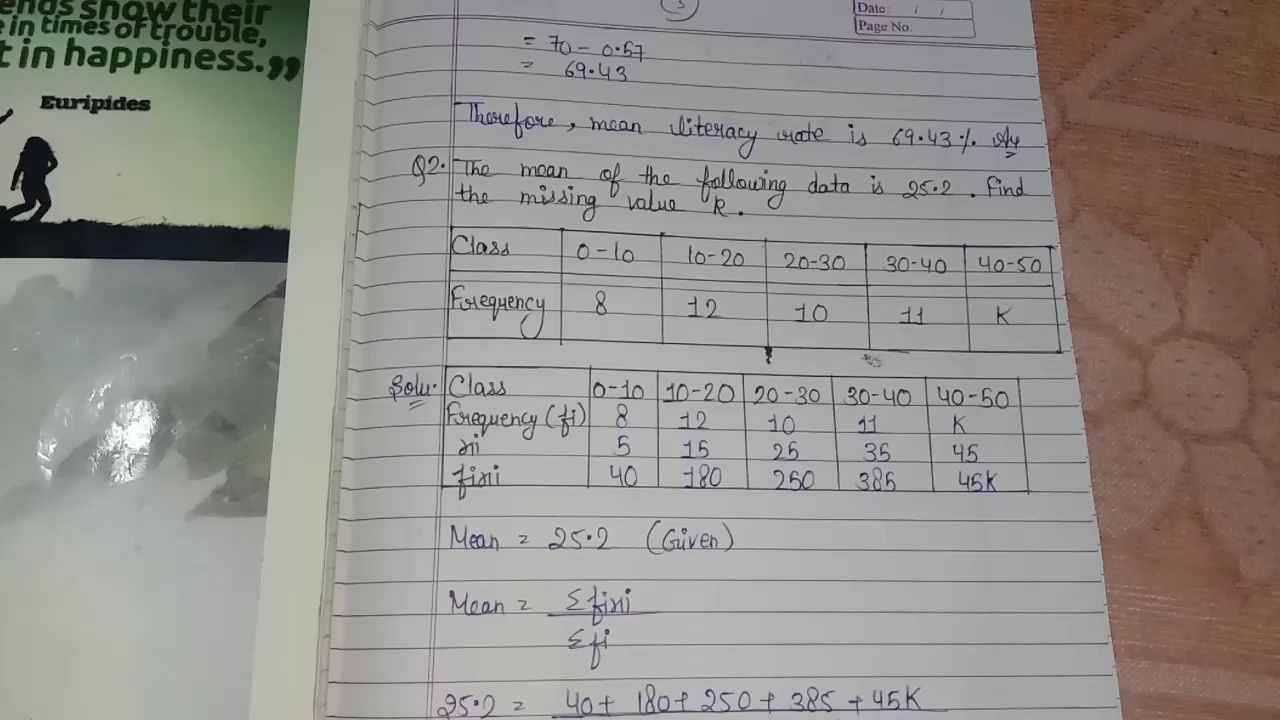 ends show their
in times of trouble,
t in happiness.”
Euripides
3
Date / /
Page No.
= 70 - 0.57
= 69.43
Therefore, mean literacy rate is 69.43%. Ans
Q2. The mean of the following data is 25.2. Find
the missing value k.
Class 0-10 10-20 20-30 30-40 40-50
Frequency 8 12 10 11 K
Solu. Class 0-10 10-20 20-30 30-40 40-50
Frequency (fi) 8 12 10 11 K
xi 5 15 25 35 45
fixi 40 180 250 385 45K
Mean = 25.2 (Given)
Mean = Σfixi
Σfi
25.2 = 40+ 180+ 250 + 385 + 45K